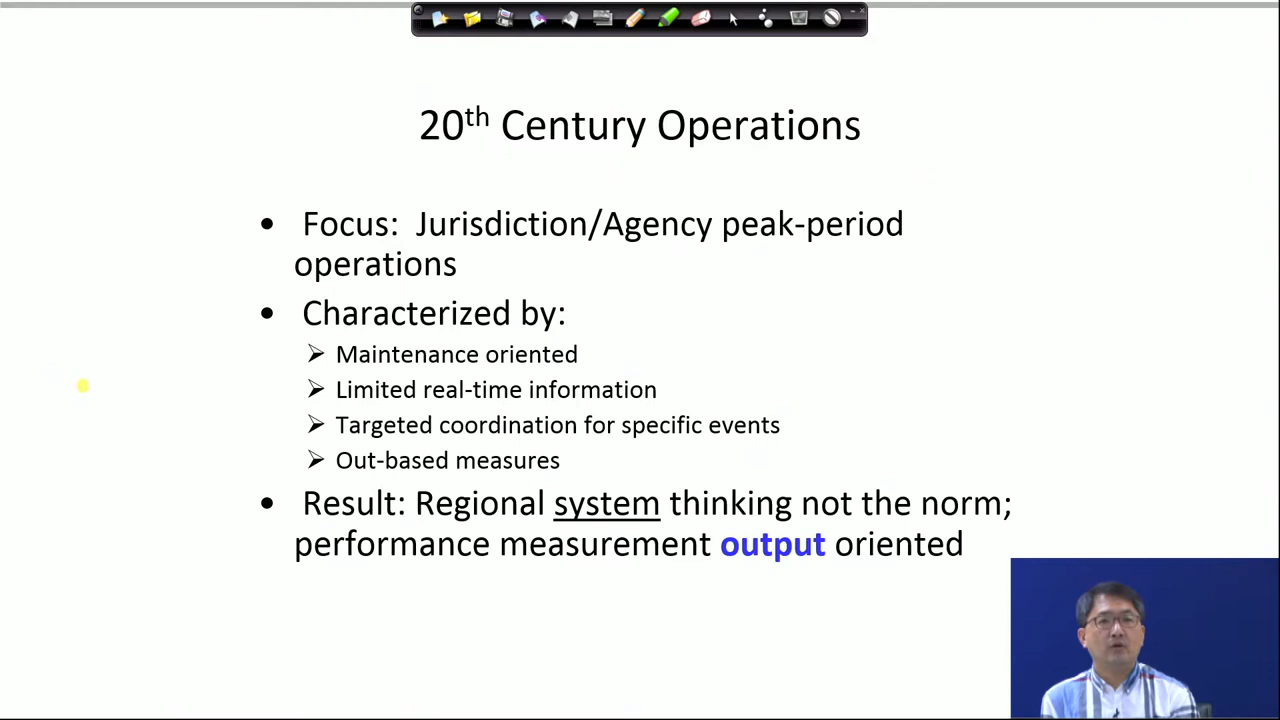 20th Century Operations
• Focus: Jurisdiction/Agency peak-period
operations
• Characterized by:
➢ Maintenance oriented
➢ Limited real-time information
➢ Targeted coordination for specific events
➢ Out-based measures
• Result: Regional system thinking not the norm;
performance measurement output oriented